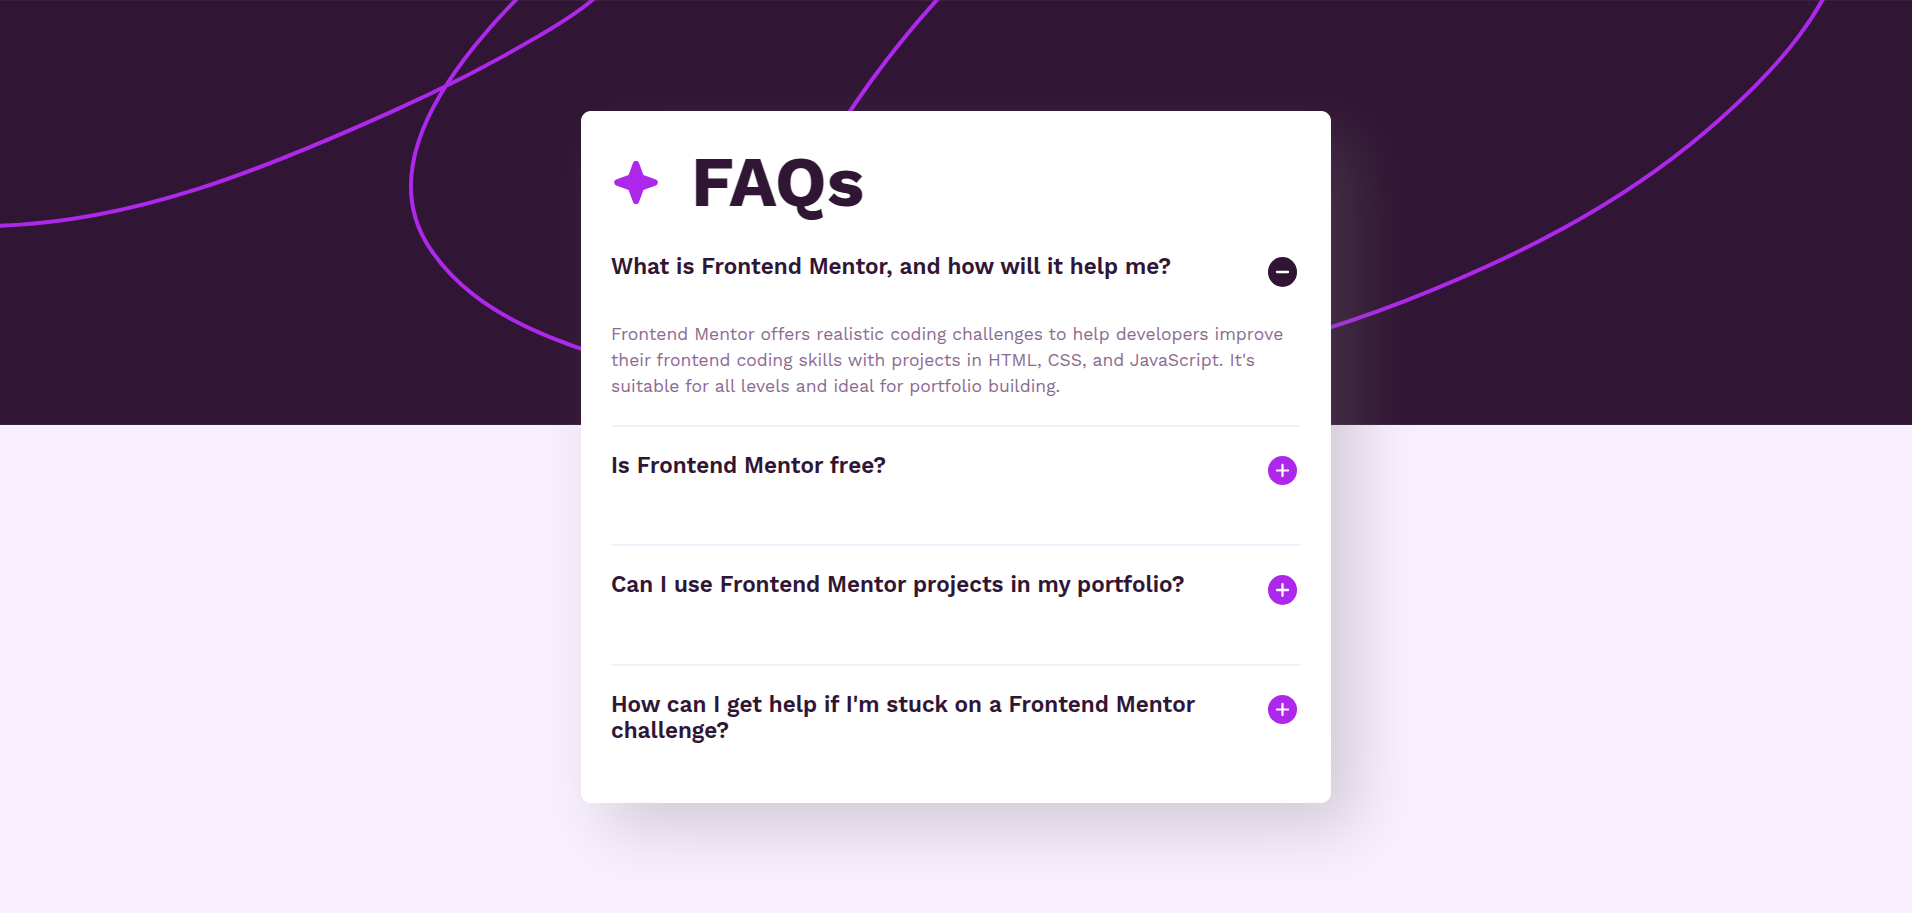 FAQs
What is Frontend Mentor, and how will it help me?
Frontend Mentor offers realistic coding challenges to help developers improve
their frontend coding skills with projects in HTML, CSS, and JavaScript. It's
suitable for all levels and ideal for portfolio building.
Is Frontend Mentor free?
Can I use Frontend Mentor projects in my portfolio?
How can I get help if I'm stuck on a Frontend Mentor
challenge?